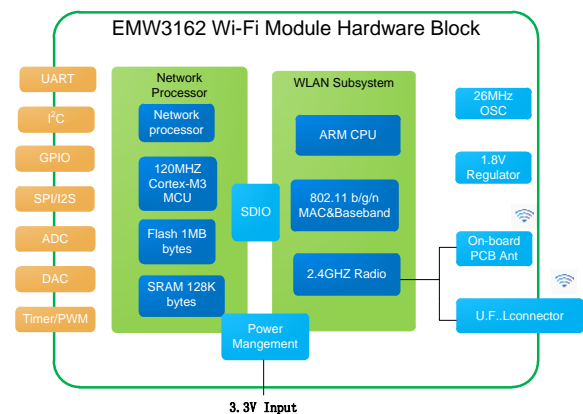 EMW3162 Wi-Fi Module Hardware Block
UART
I²C
GPIO
SPI/I2S
ADC
DAC
Timer/PWM
Network
Processor
Network
processor
120MHZ
Cortex-M3
MCU
Flash 1MB
bytes
SRAM 128K
bytes
SDIO
Power
Mangement
WLAN Subsystem
ARM CPU
802.11 b/g/n
MAC&Baseband
2.4GHZ Radio
26MHz
OSC
1.8V
Regulator
On-board
PCB Ant
U.F..Lconnector
3.3V Input